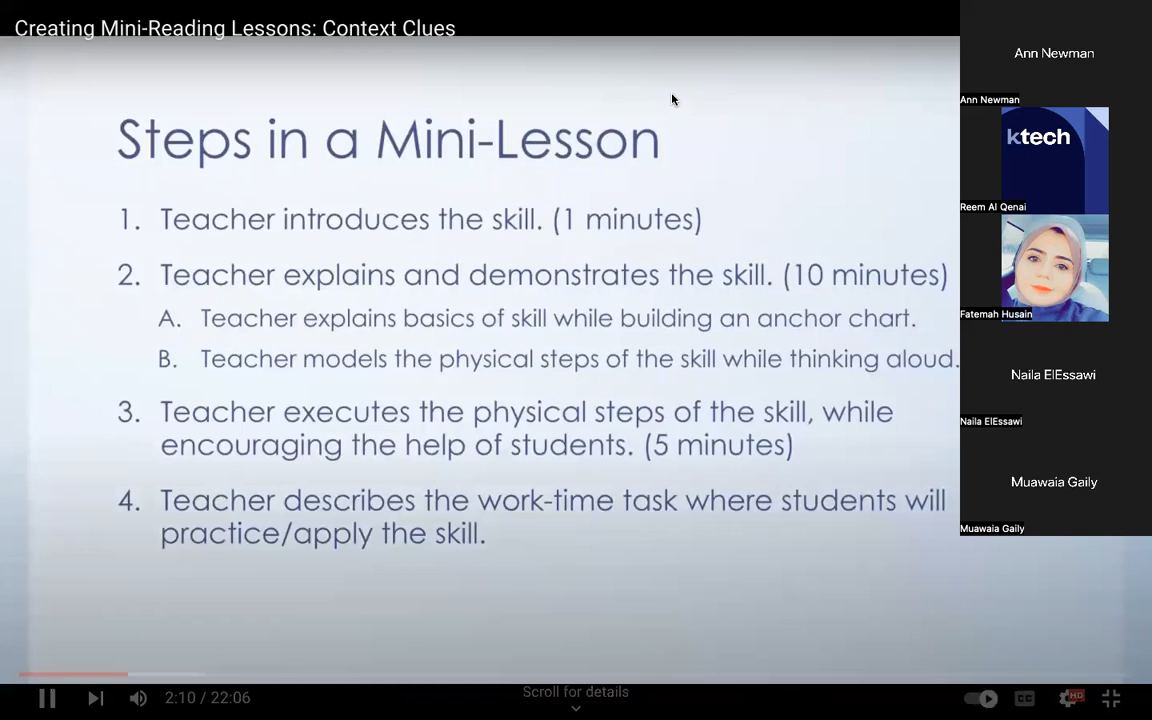 Creating Mini-Reading Lessons: Context Clues
Steps in a Mini-Lesson
1. Teacher introduces the skill. (1 minutes)
2. Teacher explains and demonstrates the skill. (10 minutes)
A. Teacher explains basics of skill while building an anchor chart.
B. Teacher models the physical steps of the skill while thinking aloud.
3. Teacher executes the physical steps of the skill, while
encouraging the help of students. (5 minutes)
4. Teacher describes the work-time task where students will
practice/apply the skill.
Ann Newman
Ann Newman
ktech
Reem Al Qenai
Fatemah Husain
Naila ElEssawi
Naila ElEssawi
Muawaia Gaily
Muawaia Gaily
2:10 / 22:06
Scroll for details
CC
HD